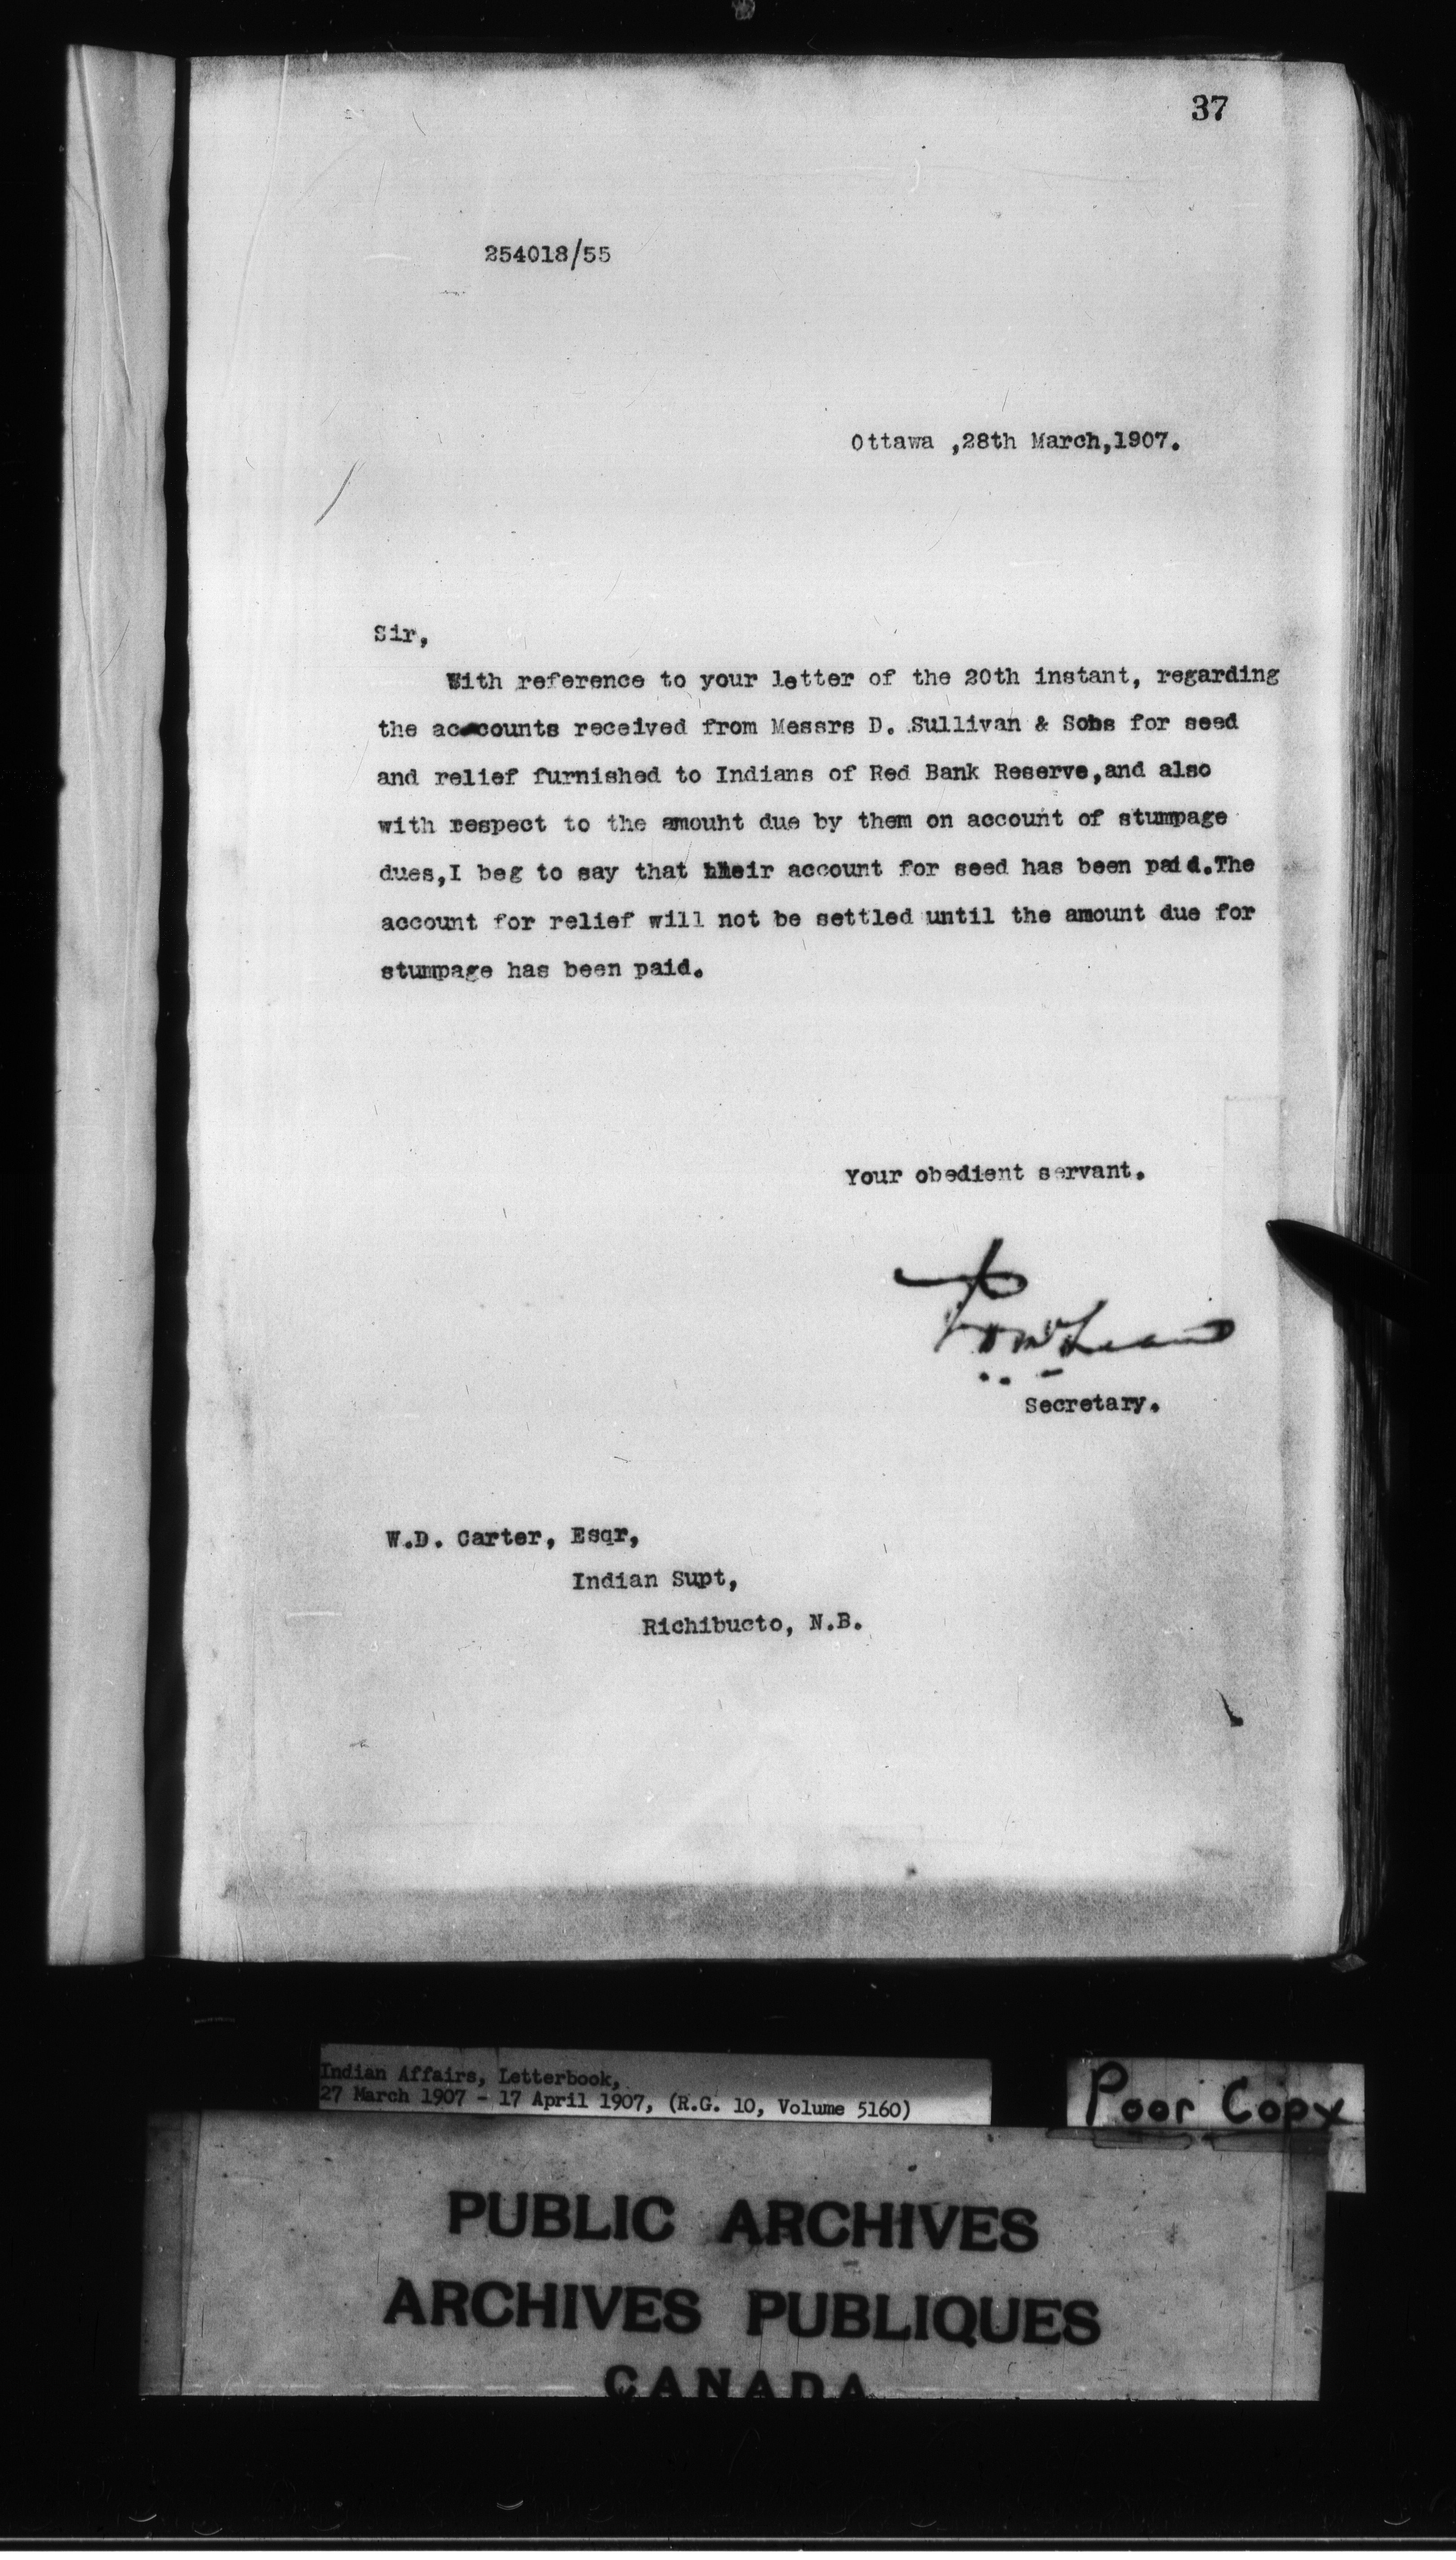 37
254018/55
Ottawa ,28th March,1907.
Sir,
With reference to your letter of the 20th instant, regarding
the accounts received from Messrs D. Sullivan & Sohs for seed
and relief furnished to Indians of Red Bank Reserve,and also
with respect to the amouht due by them on account of stumpage
dues,I beg to say that their account for seed has been paid.The
account for relief will not be settled until the amount due for
stumpage has been paid.
Your obedient servant.
McLean
Secretary.
W.D. Carter, Esqr,
Indian Supt,
Richibucto, N.B.
Indian Affairs, Letterbook,
27 March 1907 - 17 April 1907, (R.G. 10, Volume 5160)
Poor Copy
PUBLIC ARCHIVES
ARCHIVES PUBLIQUES
CANADA